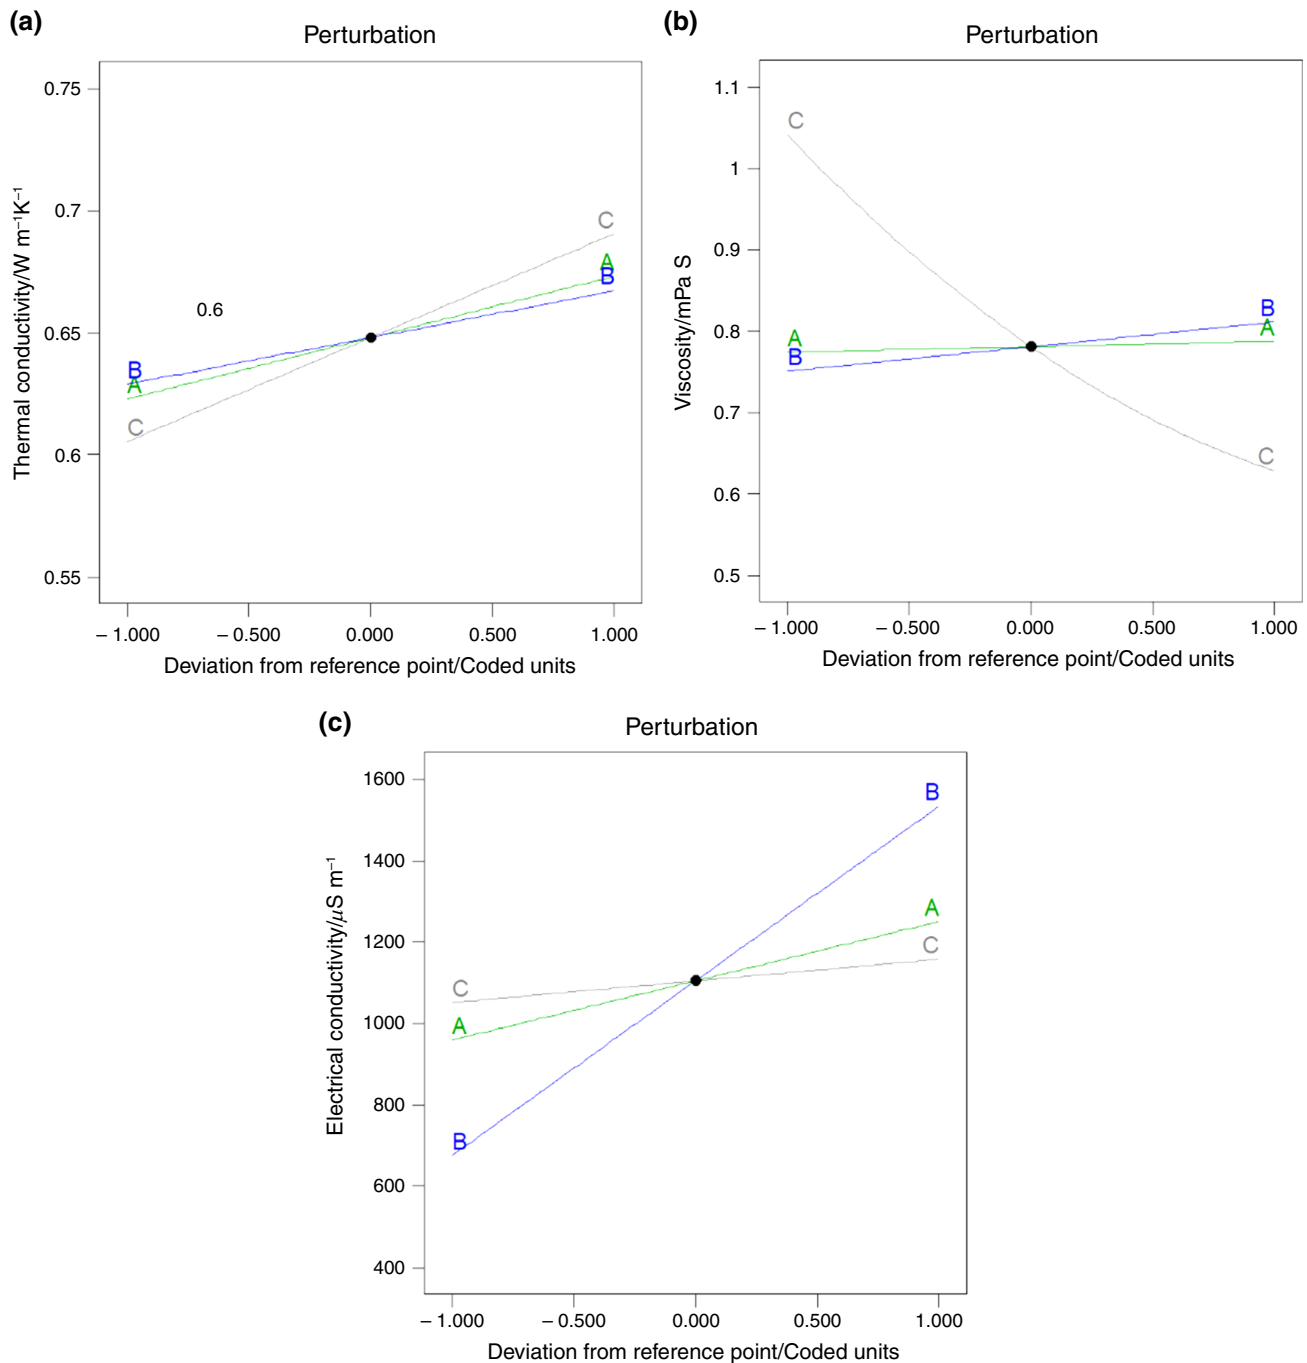 (a)
Perturbation
Thermal conductivity/W m⁻¹K⁻¹
0.75
0.7
0.65
0.6
0.55
0.6
C
A
B
B
A
C
– 1.000 – 0.500 0.000 0.500 1.000
Deviation from reference point/Coded units
(b)
Perturbation
Viscosity/mPa S
1.1
1
0.9
0.8
0.7
0.6
0.5
C
A
B
B
A
C
– 1.000 – 0.500 0.000 0.500 1.000
Deviation from reference point/Coded units
(c)
Perturbation
Electrical conductivity/μS m⁻¹
1600
1400
1200
1000
800
600
400
B
A
C
C
A
B
– 1.000 – 0.500 0.000 0.500 1.000
Deviation from reference point/Coded units